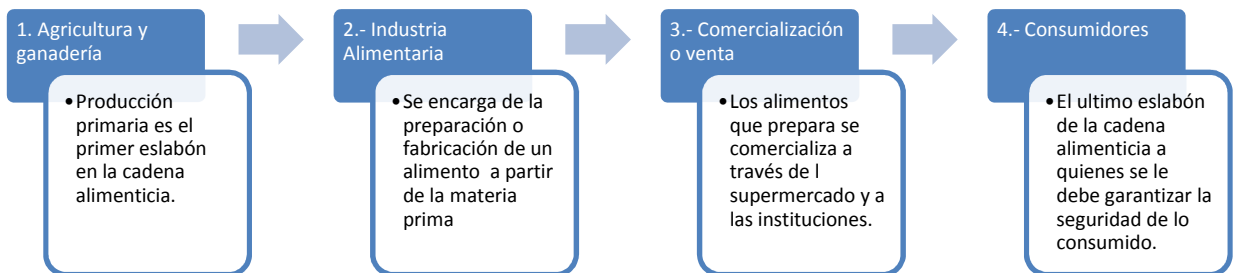 1. Agricultura y
ganadería
•Producción
primaria es el
primer eslabón
en la cadena
alimenticia.
2.- Industria
Alimentaria
•Se encarga de la
preparación o
fabricación de un
alimento a partir
de la materia
prima
3.- Comercialización
o venta
•Los alimentos
que prepara se
comercializa a
través de l
supermercado y a
las instituciones.
4.- Consumidores
•El ultimo eslabón
de la cadena
alimenticia a
quienes se le
debe garantizar la
seguridad de lo
consumido.